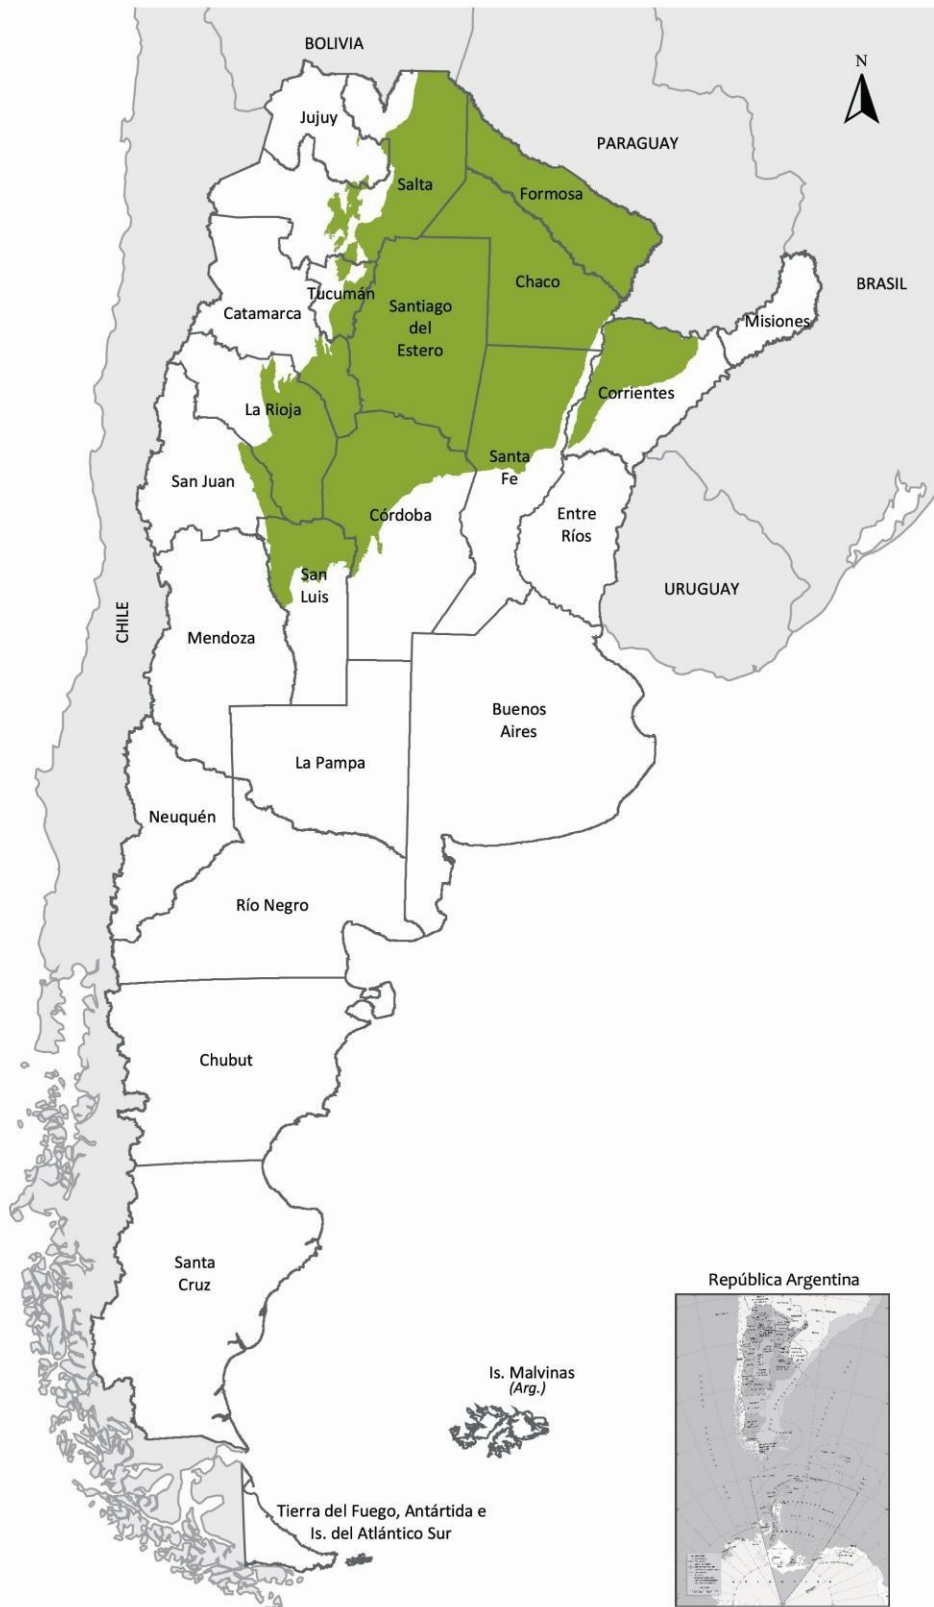 BOLIVIA
N
Jujuy
PARAGUAY
Salta
Formosa
Chaco
BRASIL
Tucumán
Santiago
del
Estero
Catamarca
Misiones
La Rioja
Corrientes
Santa
Fe
San Juan
Córdoba
Entre
Ríos
San
Luis
URUGUAY
CHILE
Mendoza
Buenos
Aires
La Pampa
Neuquén
Río Negro
Chubut
Santa
Cruz
República Argentina
Is. Malvinas
(Arg.)
Tierra del Fuego, Antártida e
Is. del Atlántico Sur